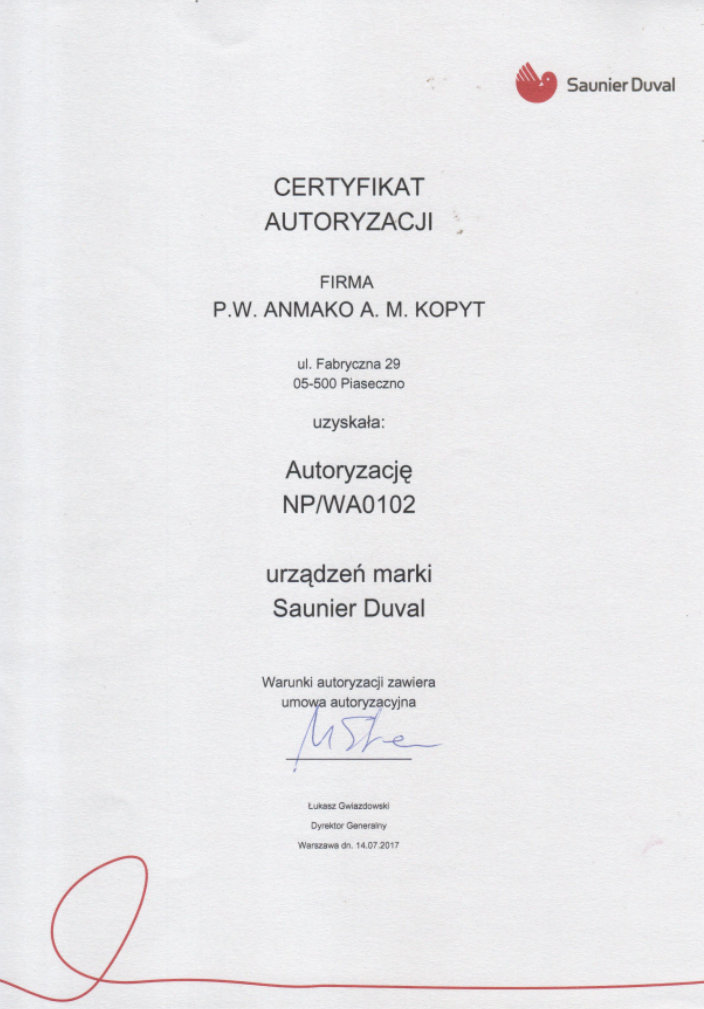 Saunier Duval
CERTYFIKAT
AUTORYZACJI
FIRMA
P.W. ANMAKO A. M. KOPYT
ul. Fabryczna 29
05-500 Piaseczno
uzyskała:
Autoryzację
NP/WA0102
urządzeń marki
Saunier Duval
Warunki autoryzacji zawiera
umowa autoryzacyjna
Łukasz Gwiazdowski
Dyrektor Generalny
Warszawa dn. 14.07.2017